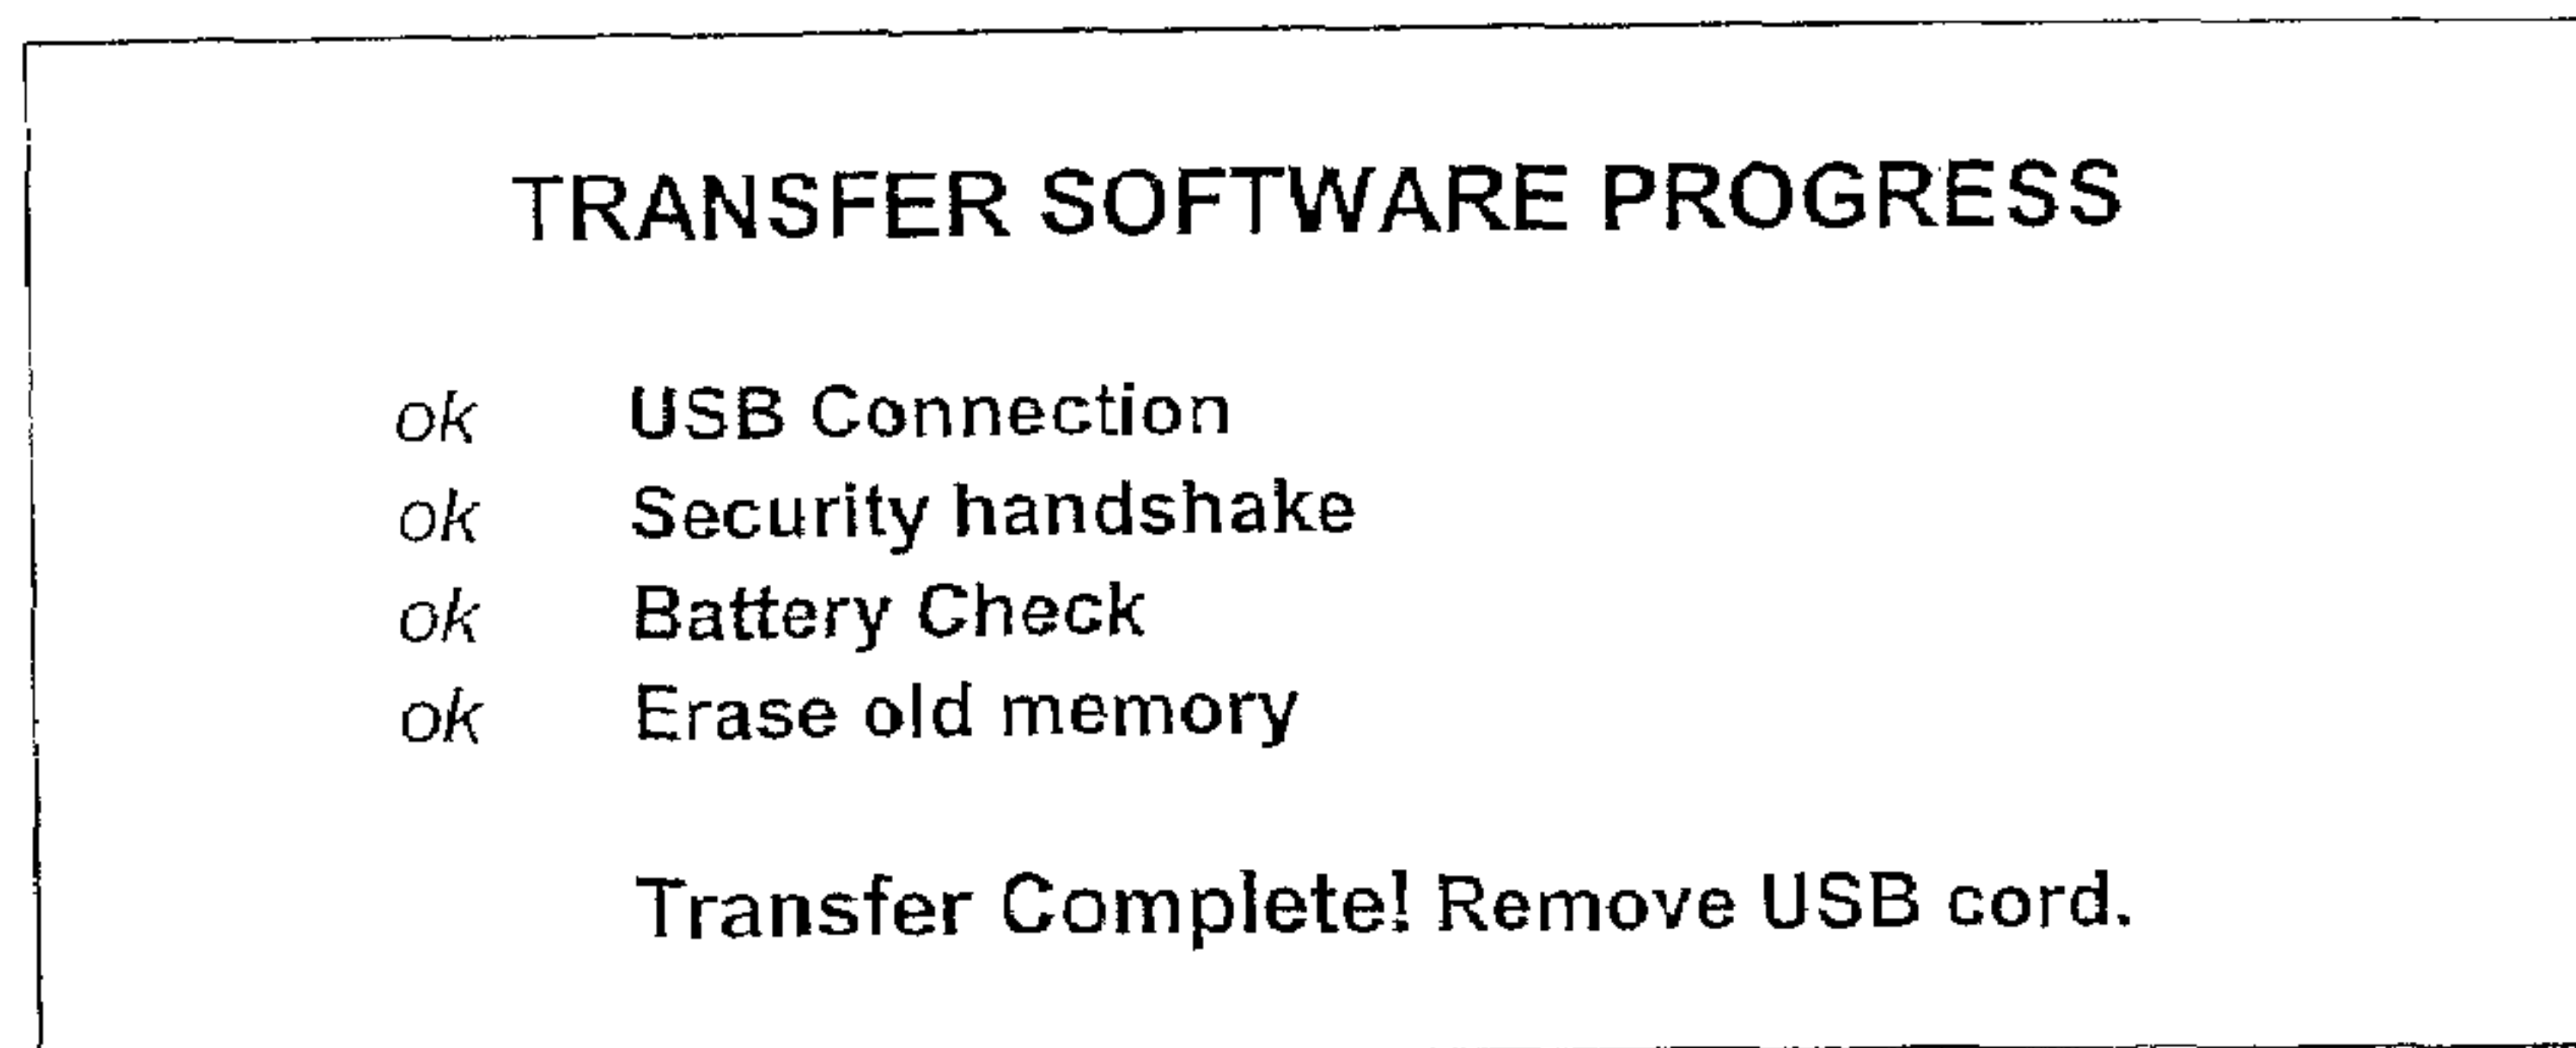 TRANSFER SOFTWARE PROGRESS
ok USB Connection
ok Security handshake
ok Battery Check
ok Erase old memory
Transfer Complete! Remove USB cord.